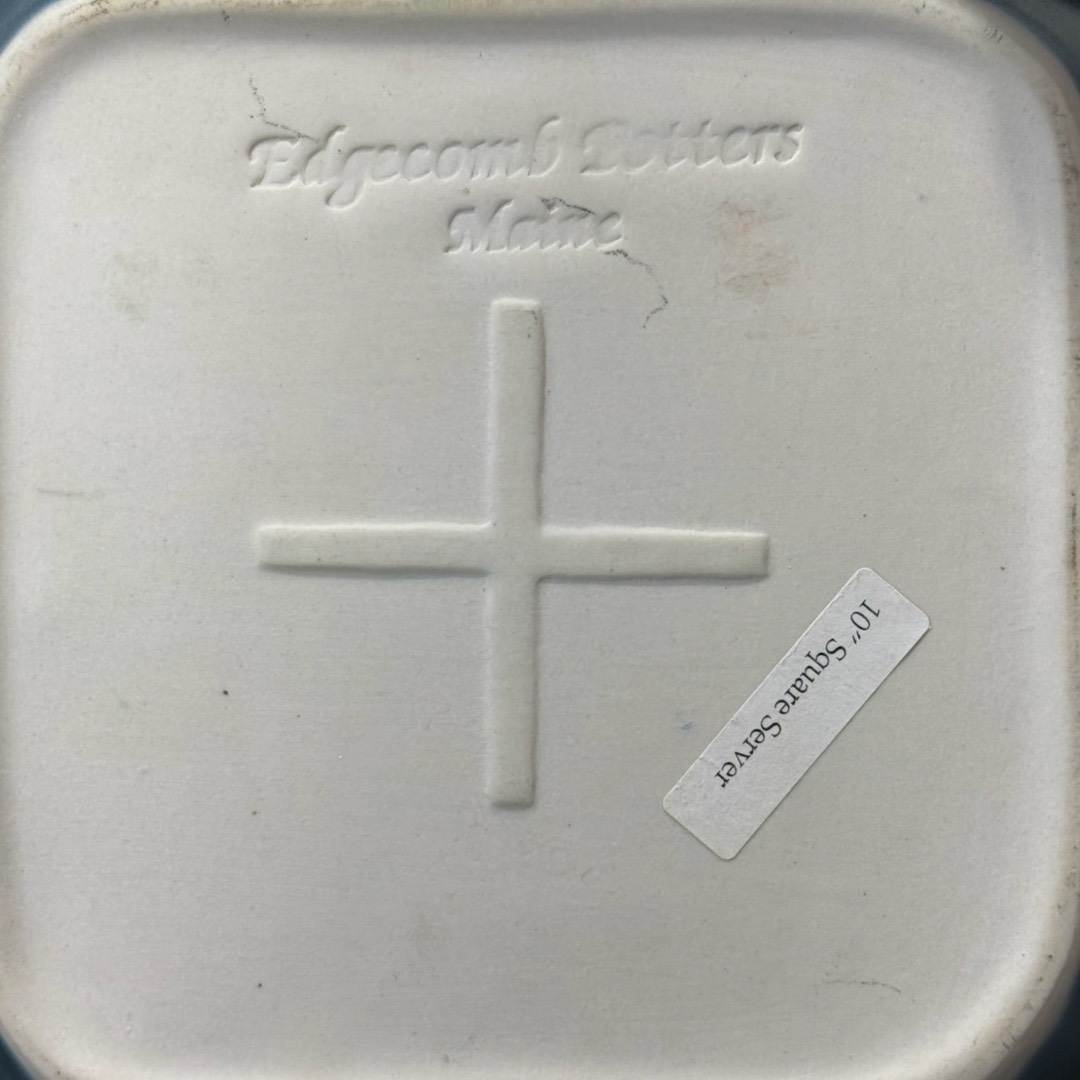 Edgecomb Potters
Maine
10" Square Server